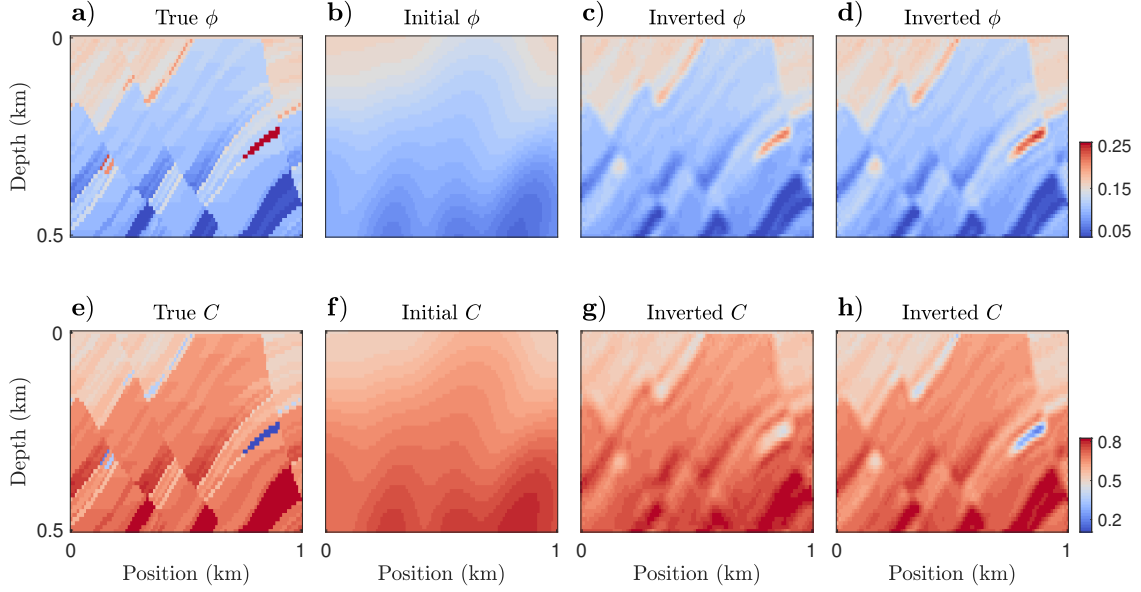 a) True ϕ
b) Initial ϕ
c) Inverted ϕ
d) Inverted ϕ
0
Depth (km)
0.5
0.25
0.15
0.05
e) True C
f) Initial C
g) Inverted C
h) Inverted C
0
Depth (km)
0.5
0.8
0.5
0.2
0 1
0 1
0 1
0 1
Position (km)
Position (km)
Position (km)
Position (km)